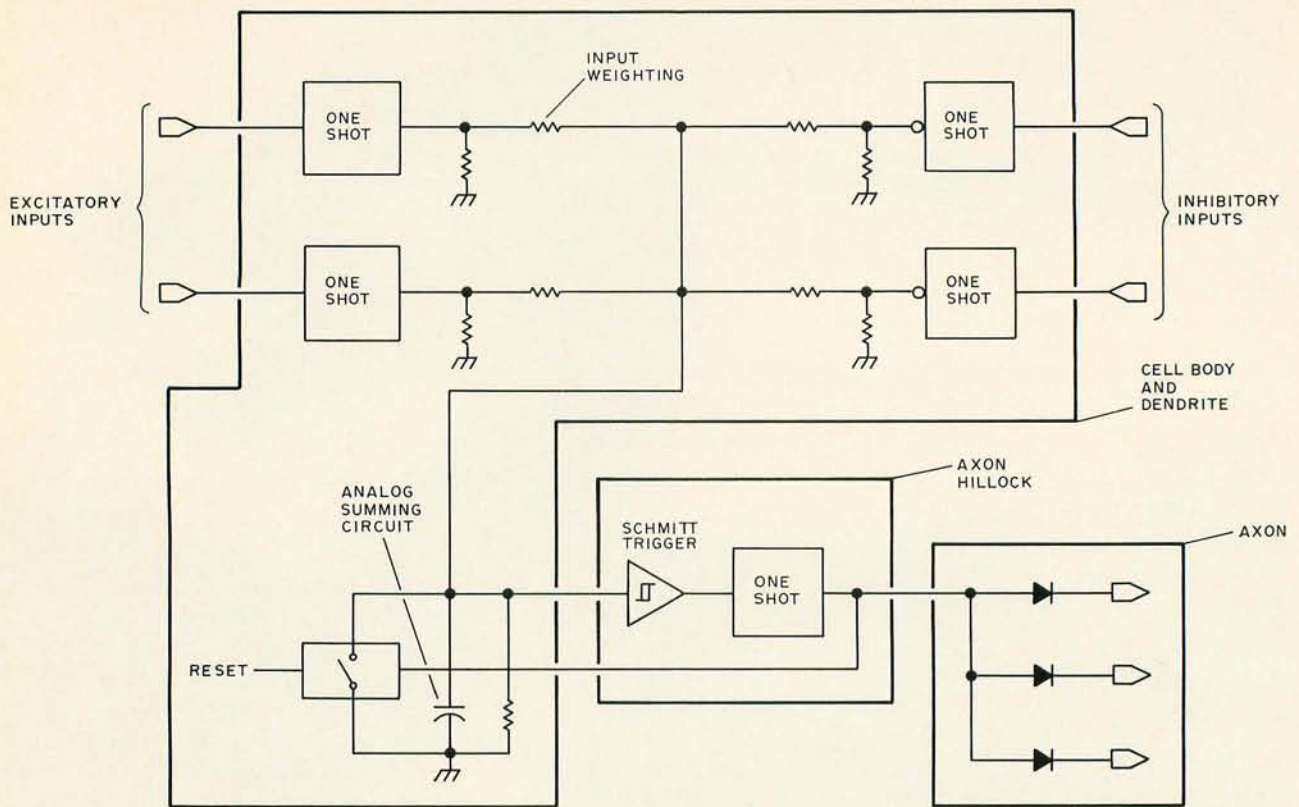 INPUT
WEIGHTING
ONE
SHOT
ONE
SHOT
EXCITATORY
INPUTS
INHIBITORY
INPUTS
ONE
SHOT
ONE
SHOT
CELL BODY
AND
DENDRITE
AXON
HILLOCK
ANALOG
SUMMING
CIRCUIT
SCHMITT
TRIGGER
AXON
ONE
SHOT
RESET